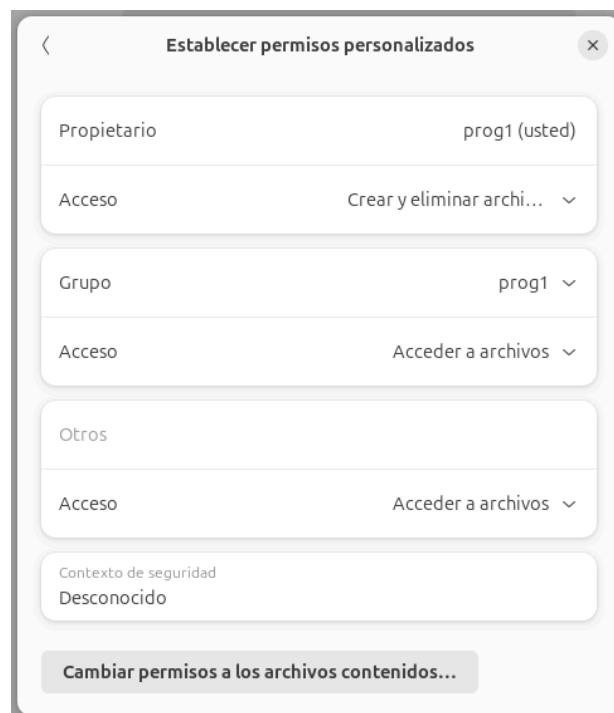 Establecer permisos personalizados
Propietario prog1 (usted)
Acceso Crear y eliminar archi...
Grupo prog1
Acceso Acceder a archivos
Otros
Acceso Acceder a archivos
Contexto de seguridad
Desconocido
Cambiar permisos a los archivos contenidos...